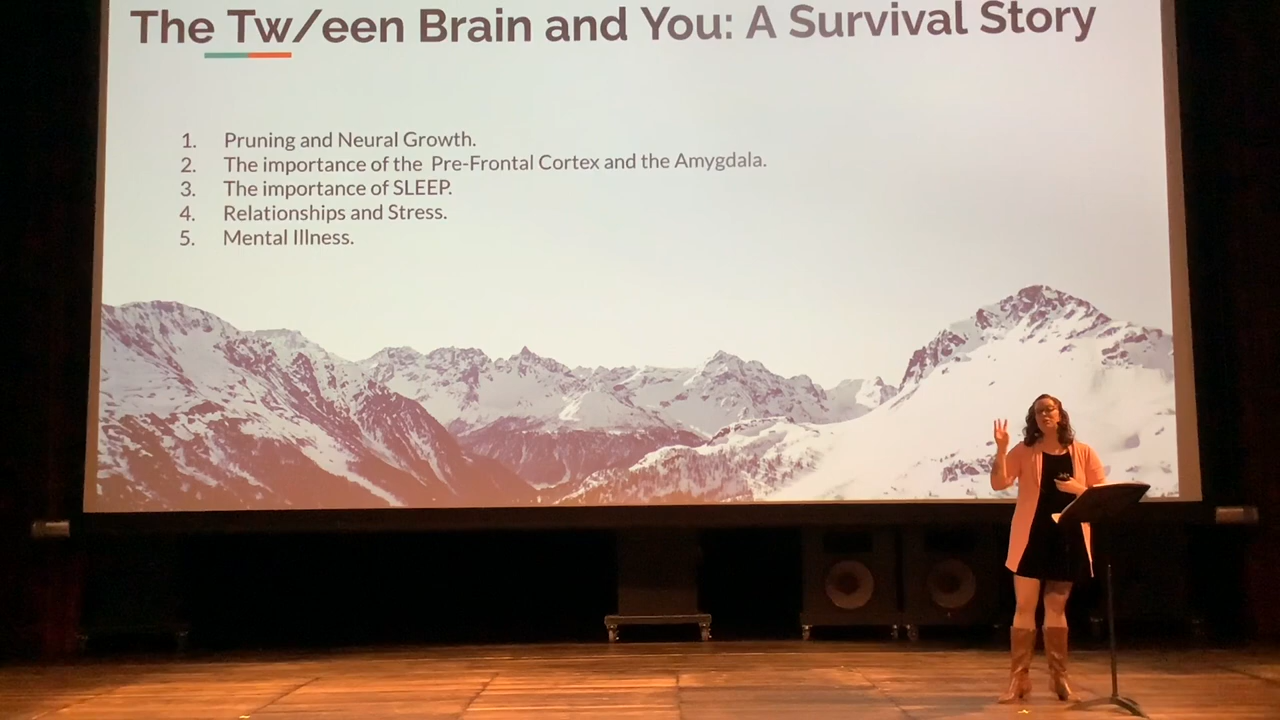 The Tw/een Brain and You: A Survival Story
1. Pruning and Neural Growth.
2. The importance of the Pre-Frontal Cortex and the Amygdala.
3. The importance of SLEEP.
4. Relationships and Stress.
5. Mental Illness.